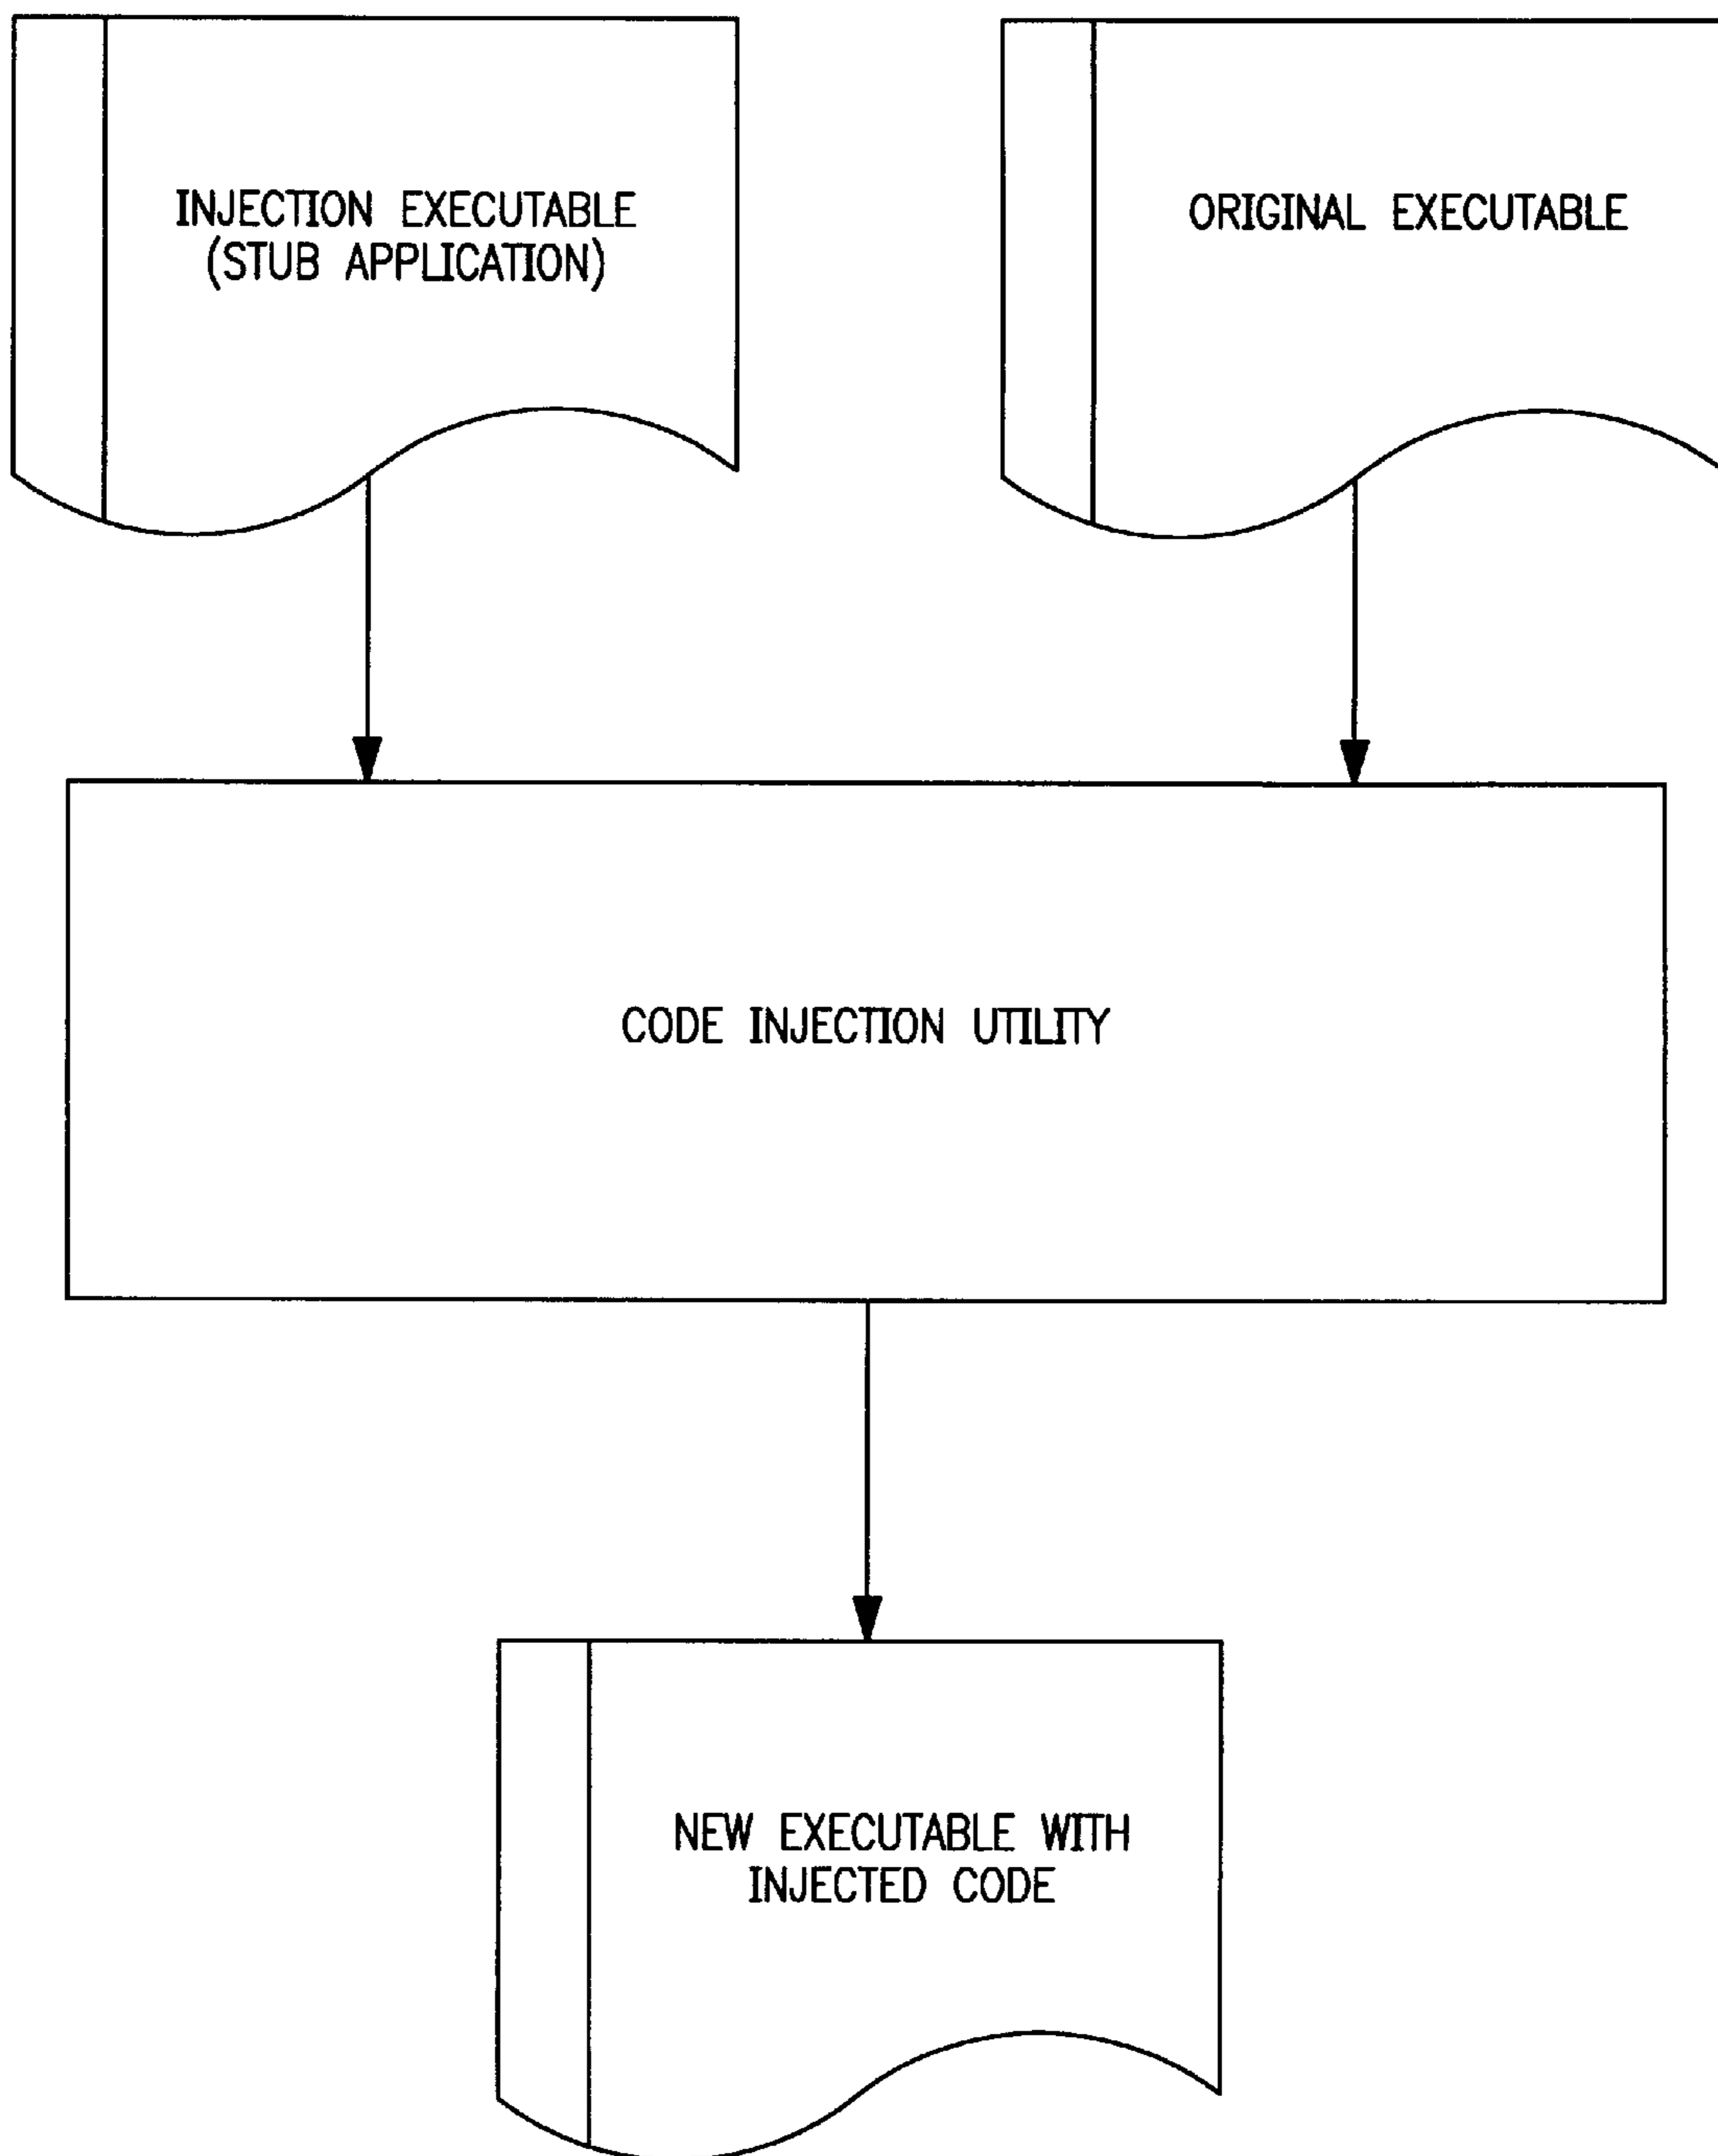 INJECTION EXECUTABLE
(STUB APPLICATION)
ORIGINAL EXECUTABLE
CODE INJECTION UTILITY
NEW EXECUTABLE WITH
INJECTED CODE